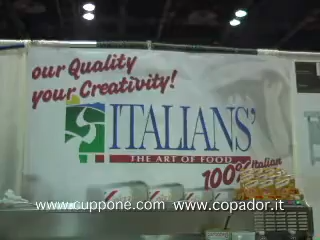 our Quality
your Creativity!
ITALIANS'
THE ART OF FOOD
100% Italian
www.cuppone.com www.copador.it